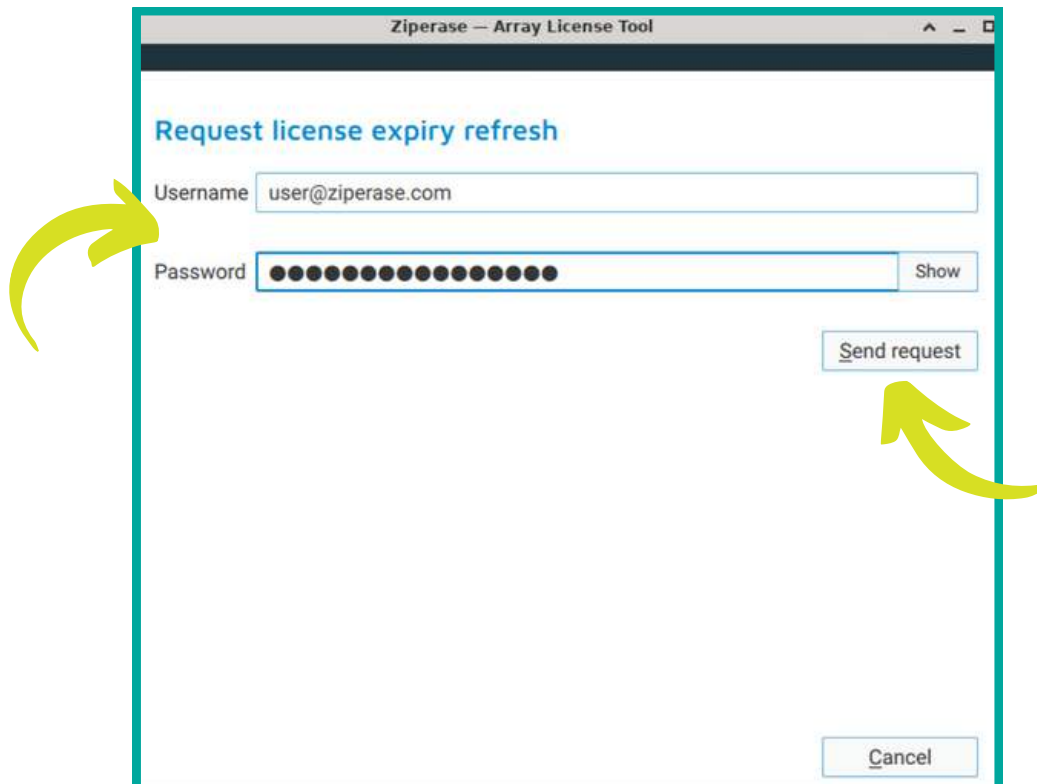 Ziperase — Array License Tool
Request license expiry refresh
Username user@ziperase.com
Password ●●●●●●●●●●●●●●●● Show
Send request
Cancel